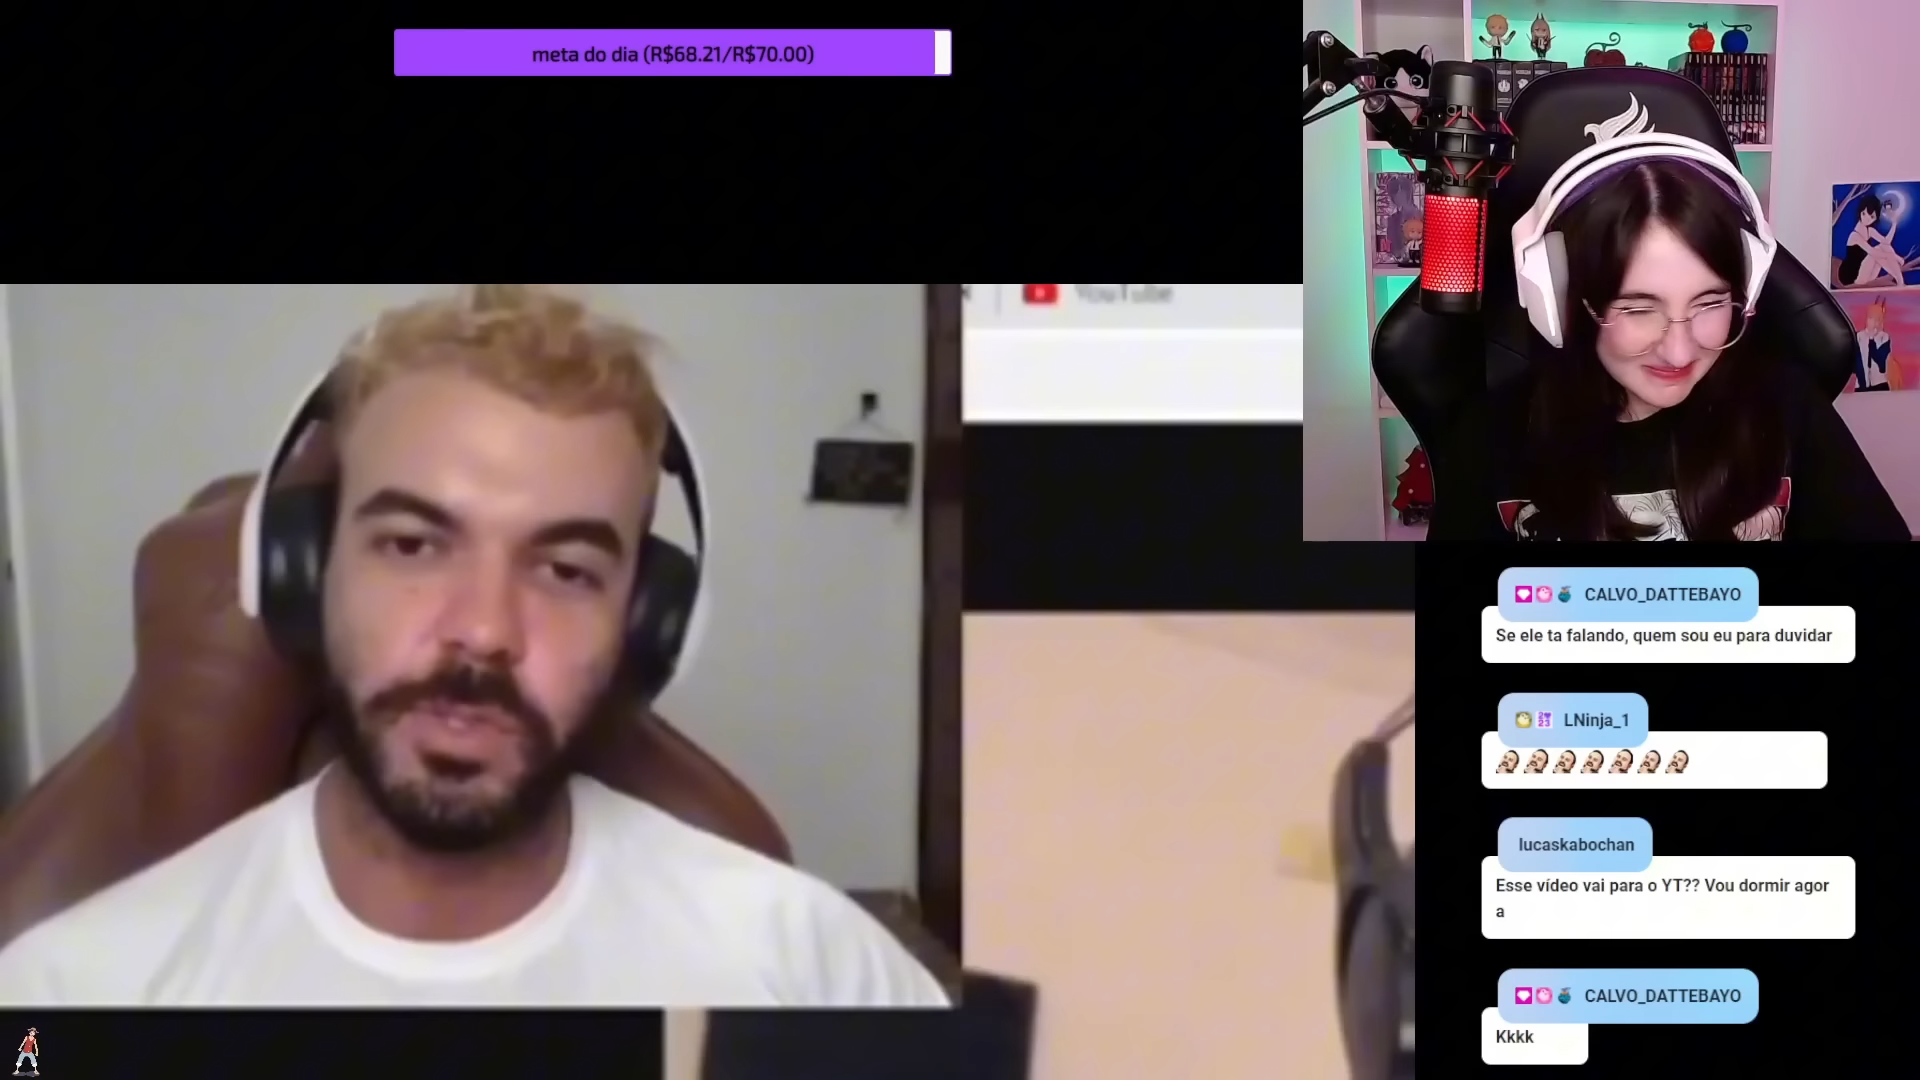 meta do dia (R$68.21/R$70.00)
YouTube
CALVO_DATTEBAYO
Se ele ta falando, quem sou eu para duvidar
LNinja_1
lucaskabochan
Esse vídeo vai para o YT?? Vou dormir agor
a
CALVO_DATTEBAYO
Kkkk